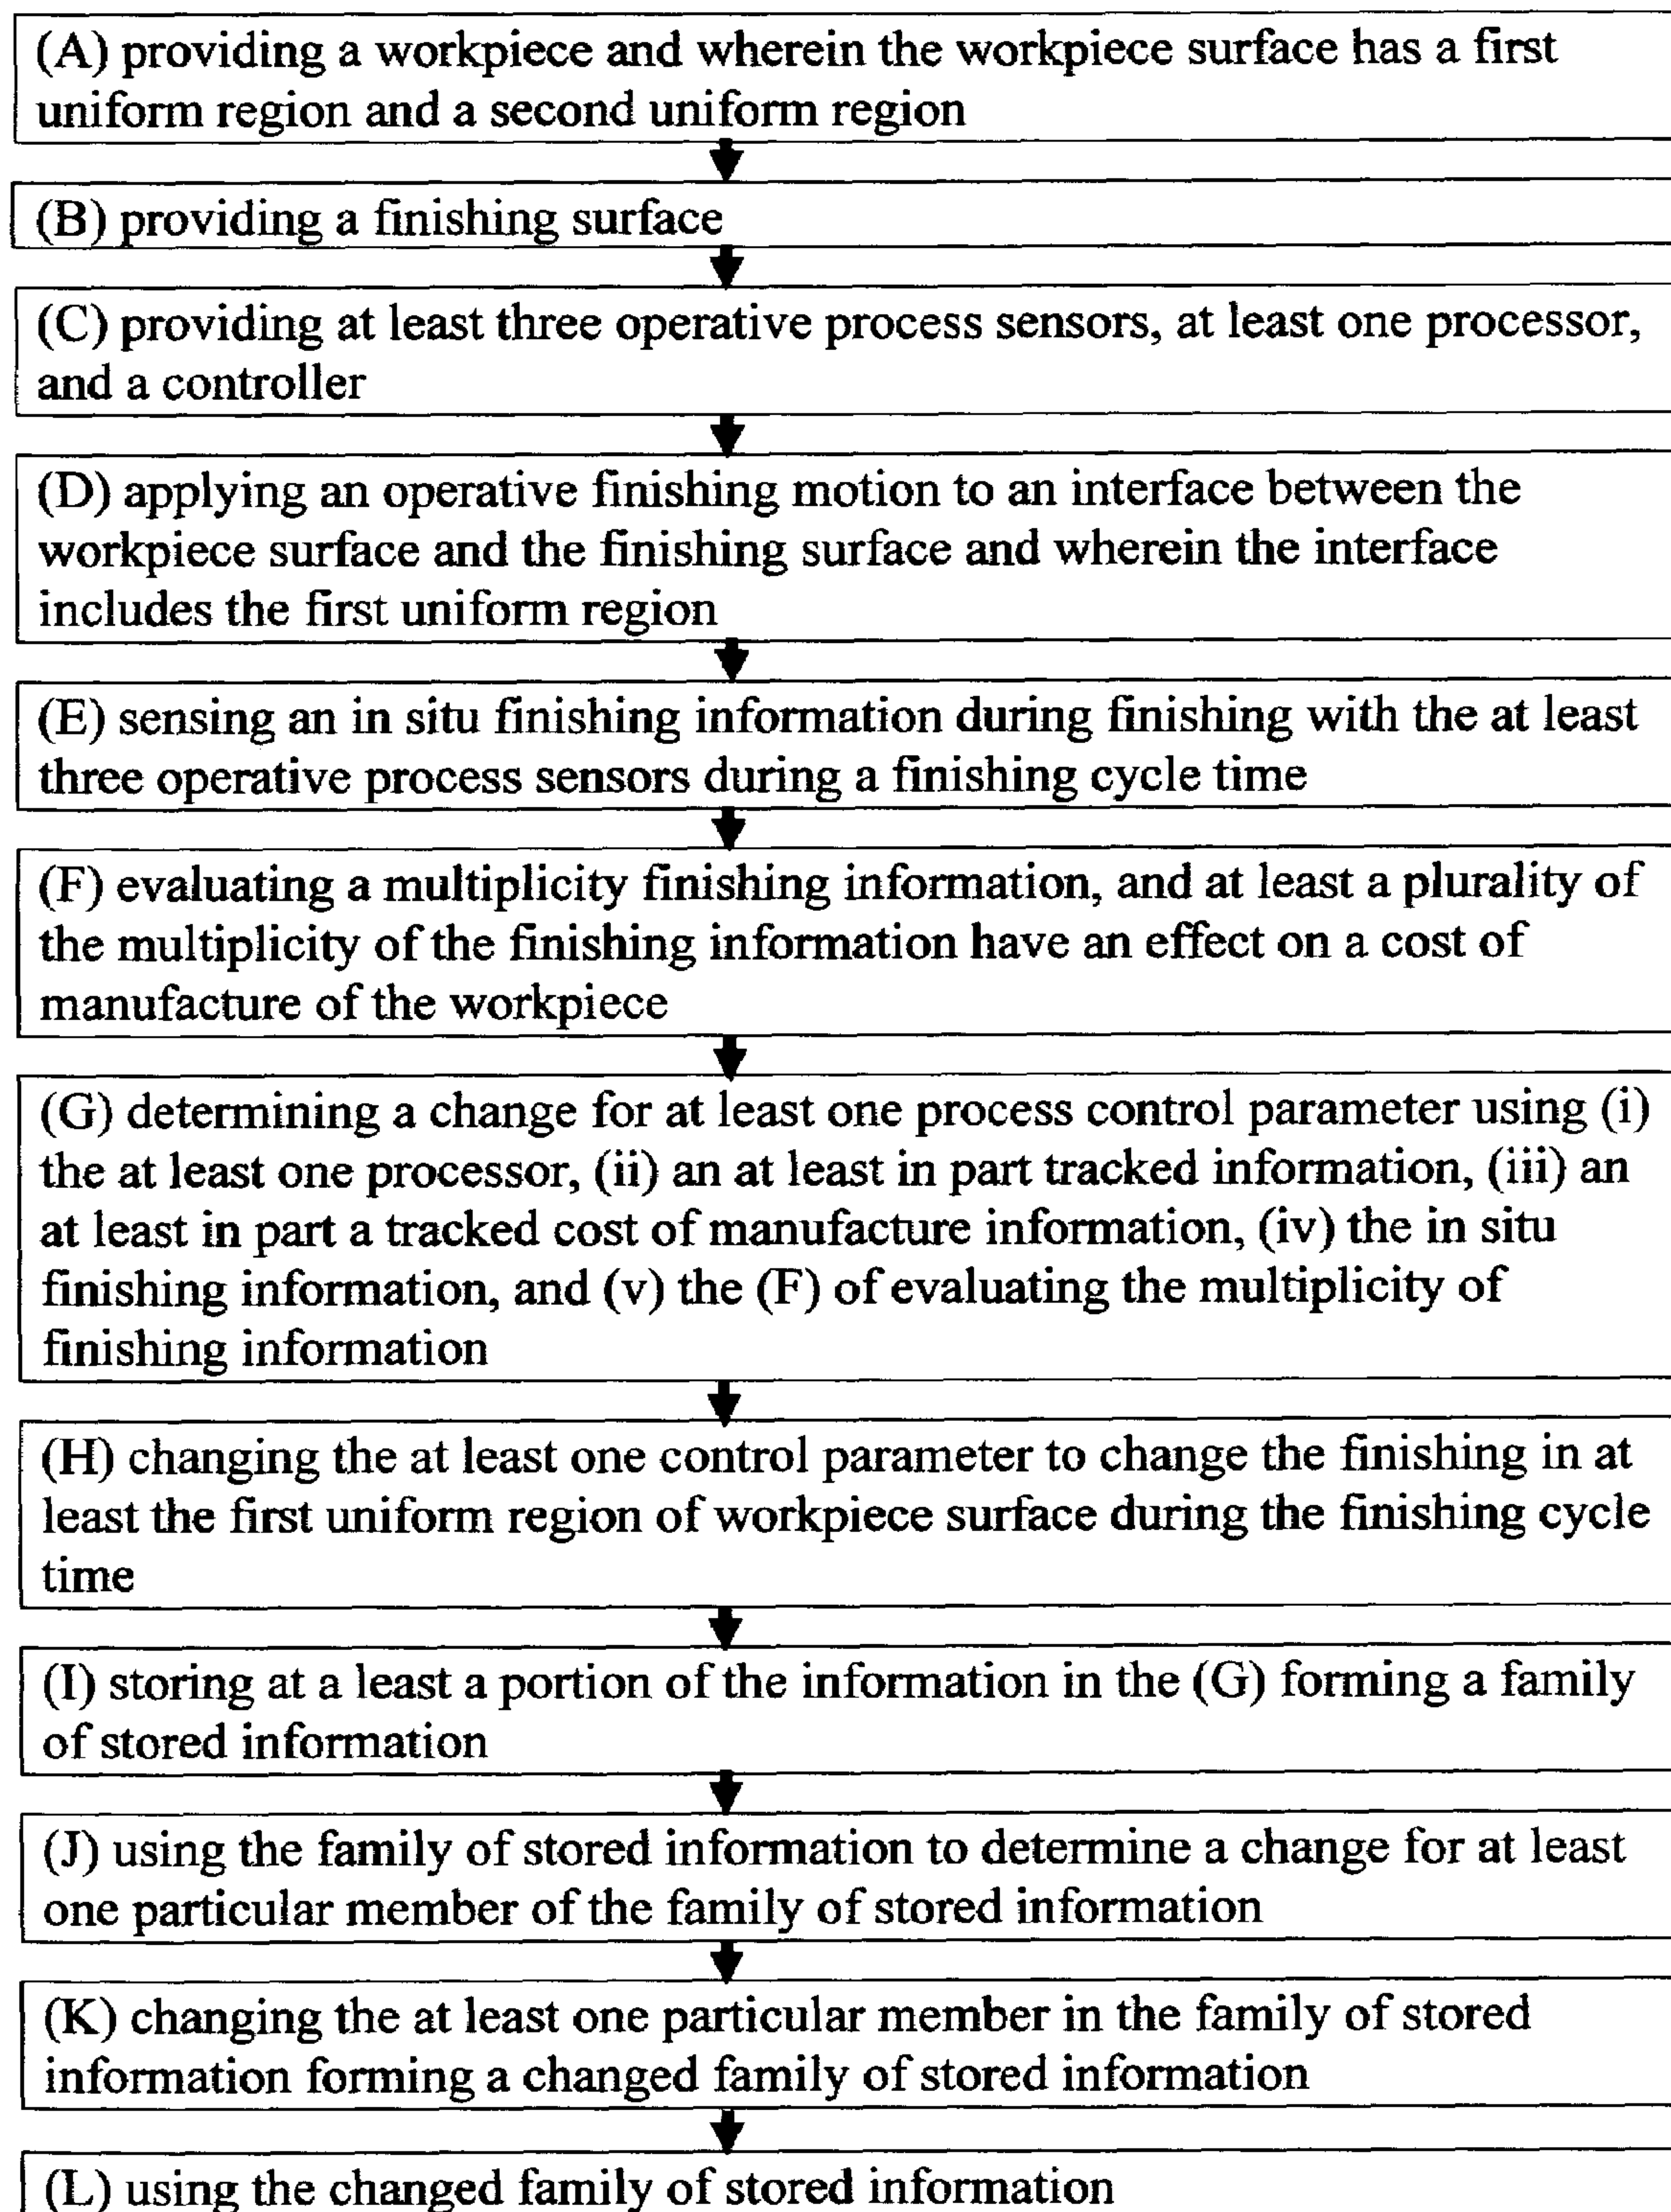 (A) providing a workpiece and wherein the workpiece surface has a first
uniform region and a second uniform region
(B) providing a finishing surface
(C) providing at least three operative process sensors, at least one processor,
and a controller
(D) applying an operative finishing motion to an interface between the
workpiece surface and the finishing surface and wherein the interface
includes the first uniform region
(E) sensing an in situ finishing information during finishing with the at least
three operative process sensors during a finishing cycle time
(F) evaluating a multiplicity finishing information, and at least a plurality of
the multiplicity of the finishing information have an effect on a cost of
manufacture of the workpiece
(G) determining a change for at least one process control parameter using (i)
the at least one processor, (ii) an at least in part tracked information, (iii) an
at least in part a tracked cost of manufacture information, (iv) the in situ
finishing information, and (v) the (F) of evaluating the multiplicity of
finishing information
(H) changing the at least one control parameter to change the finishing in at
least the first uniform region of workpiece surface during the finishing cycle
time
(I) storing at a least a portion of the information in the (G) forming a family
of stored information
(J) using the family of stored information to determine a change for at least
one particular member of the family of stored information
(K) changing the at least one particular member in the family of stored
information forming a changed family of stored information
(L) using the changed family of stored information